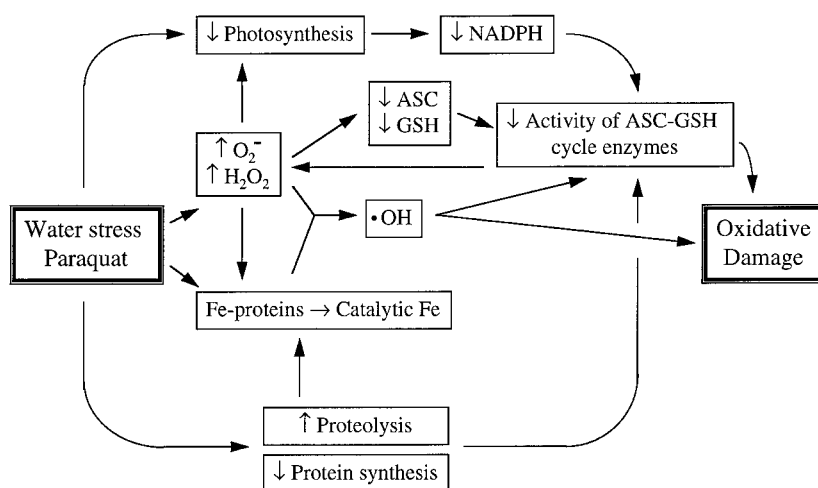 ↓ Photosynthesis
↓ NADPH
↓ ASC
↓ GSH
↓ Activity of ASC-GSH
cycle enzymes
↑ O₂⁻
↑ H₂O₂
Water stress
Paraquat
•OH
Oxidative
Damage
Fe-proteins → Catalytic Fe
↑ Proteolysis
↓ Protein synthesis